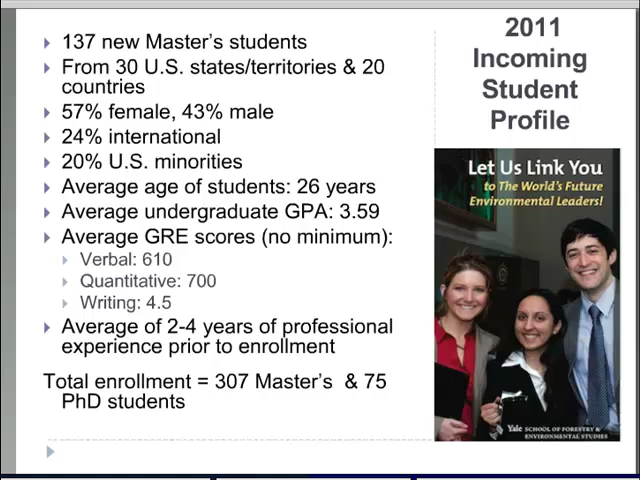 137 new Master's students
From 30 U.S. states/territories & 20
countries
57% female, 43% male
24% international
20% U.S. minorities
Average age of students: 26 years
Average undergraduate GPA: 3.59
Average GRE scores (no minimum):
Verbal: 610
Quantitative: 700
Writing: 4.5
Average of 2-4 years of professional
experience prior to enrollment
Total enrollment = 307 Master's & 75
PhD students
2011
Incoming
Student
Profile
Let Us Link You
to The World's Future
Environmental Leaders!
Yale SCHOOL OF FORESTRY &
ENVIRONMENTAL STUDIES